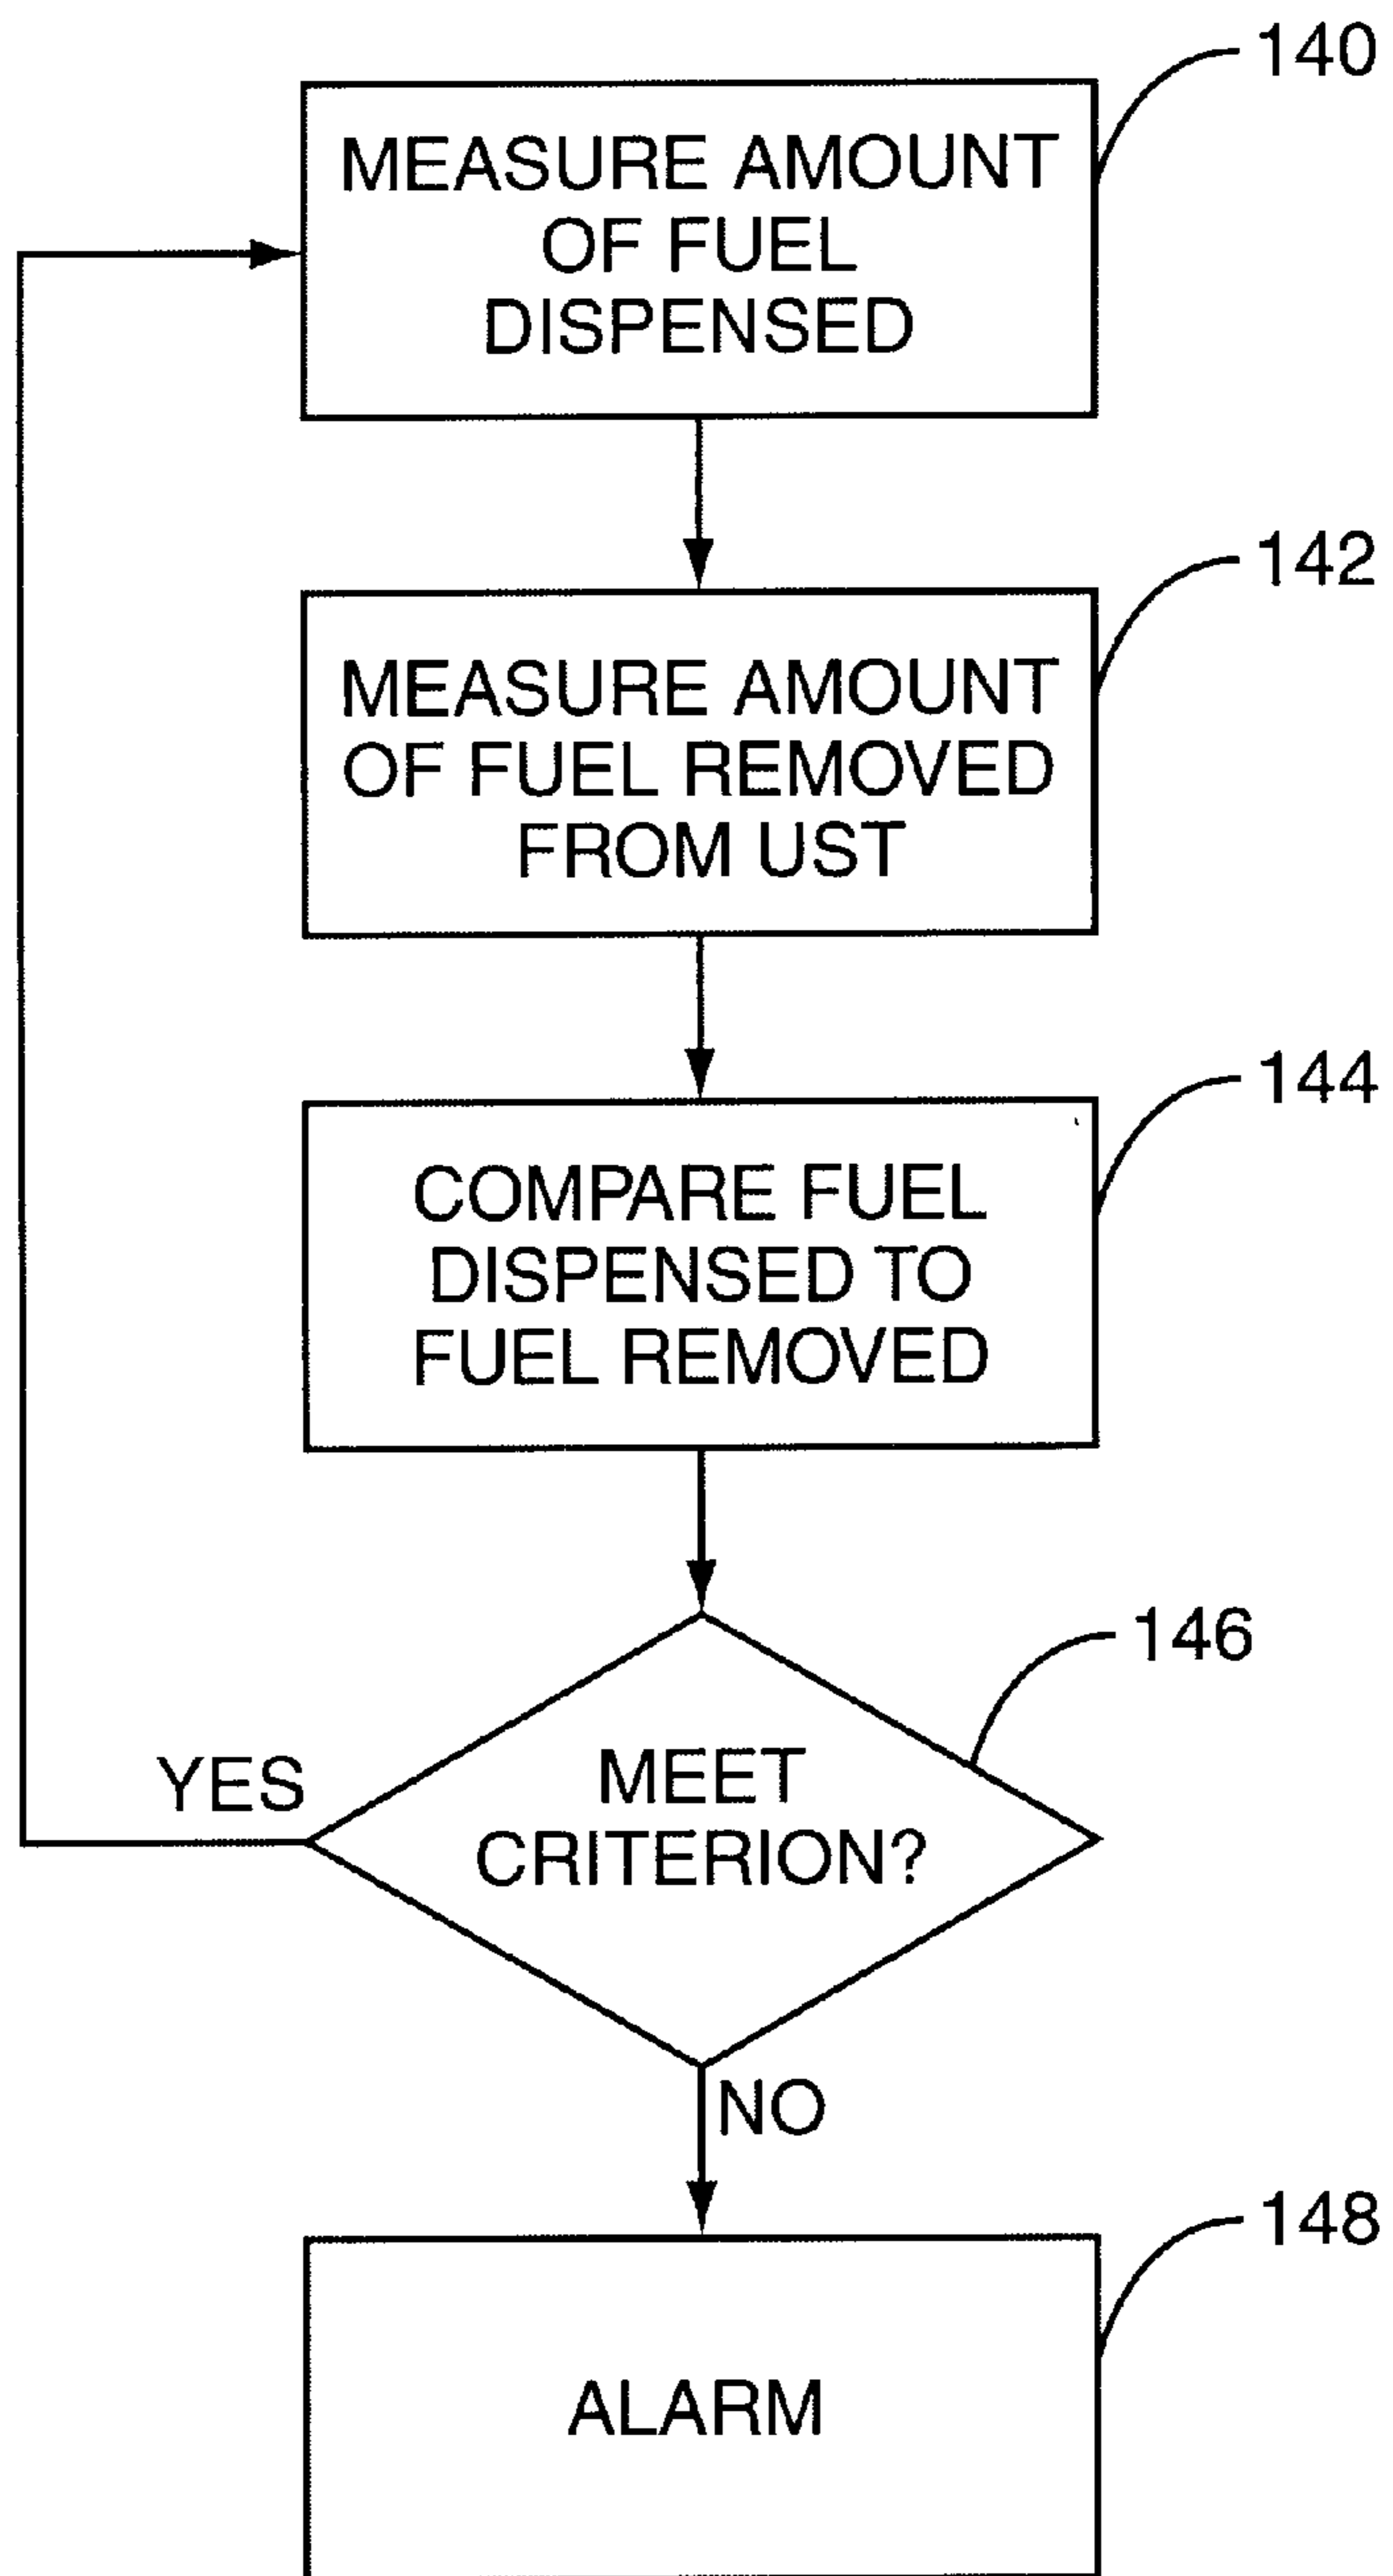 140
MEASURE AMOUNT
OF FUEL
DISPENSED
142
MEASURE AMOUNT
OF FUEL REMOVED
FROM UST
144
COMPARE FUEL
DISPENSED TO
FUEL REMOVED
146
YES
MEET
CRITERION?
NO
148
ALARM